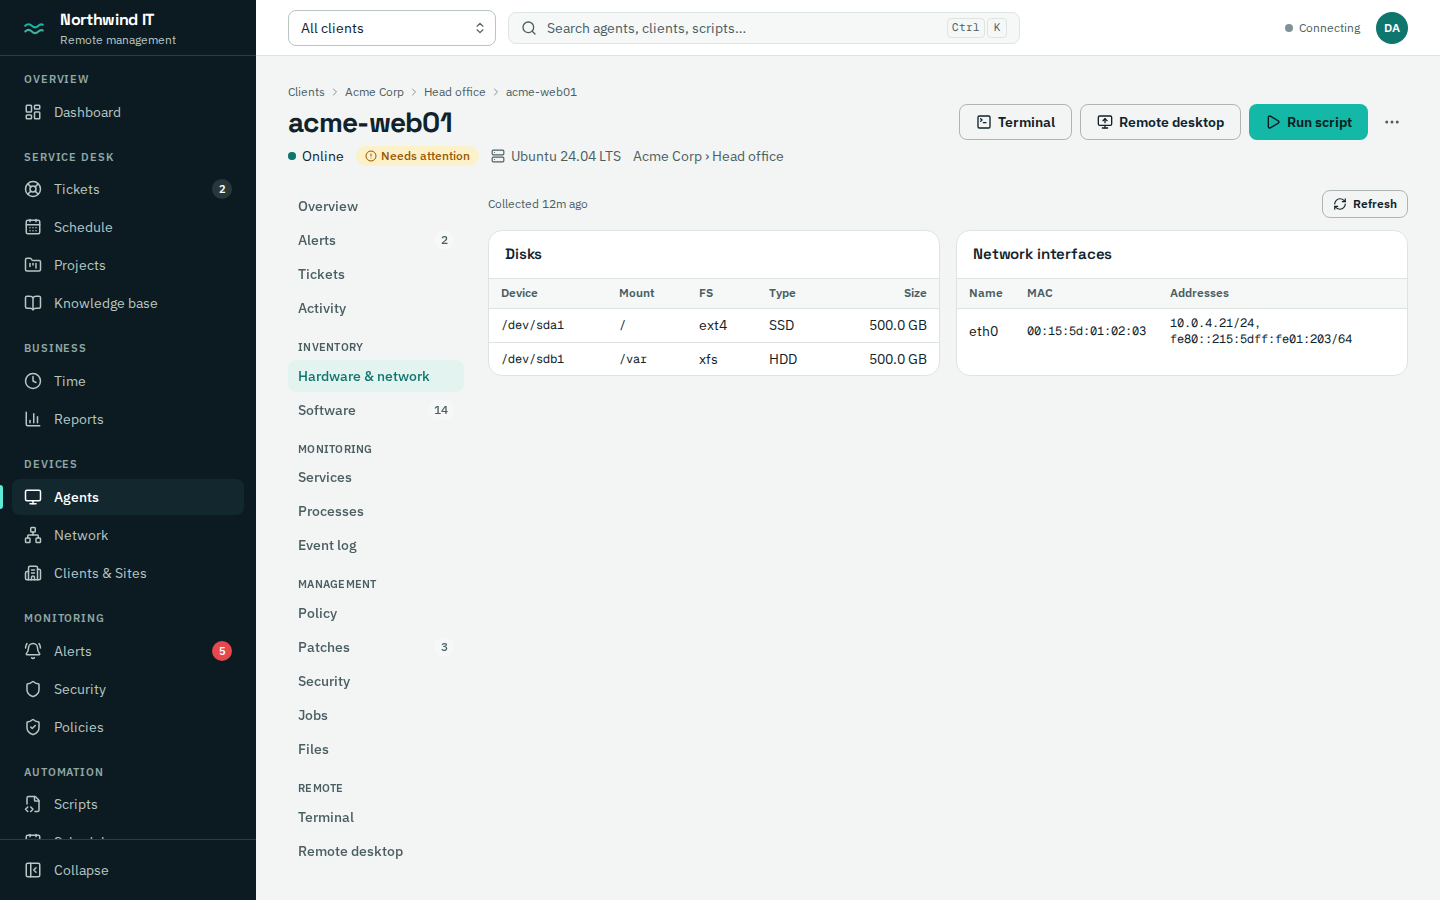 Northwind IT
Remote management
OVERVIEW
Dashboard
SERVICE DESK
Tickets 2
Schedule
Projects
Knowledge base
BUSINESS
Time
Reports
DEVICES
Agents
Network
Clients & Sites
MONITORING
Alerts 5
Security
Policies
AUTOMATION
Scripts
Collapse
All clients
Search agents, clients, scripts... Ctrl K
Connecting
DA
Clients > Acme Corp > Head office > acme-web01
acme-web01
Terminal
Remote desktop
Run script
Online Needs attention Ubuntu 24.04 LTS Acme Corp › Head office
Overview
Alerts 2
Tickets
Activity
INVENTORY
Hardware & network
Software 14
MONITORING
Services
Processes
Event log
MANAGEMENT
Policy
Patches 3
Security
Jobs
Files
REMOTE
Terminal
Remote desktop
Collected 12m ago
Refresh
Disks
Device Mount FS Type Size
/dev/sda1 / ext4 SSD 500.0 GB
/dev/sdb1 /var xfs HDD 500.0 GB
Network interfaces
Name MAC Addresses
eth0 00:15:5d:01:02:03 10.0.4.21/24,
fe80::215:5dff:fe01:203/64